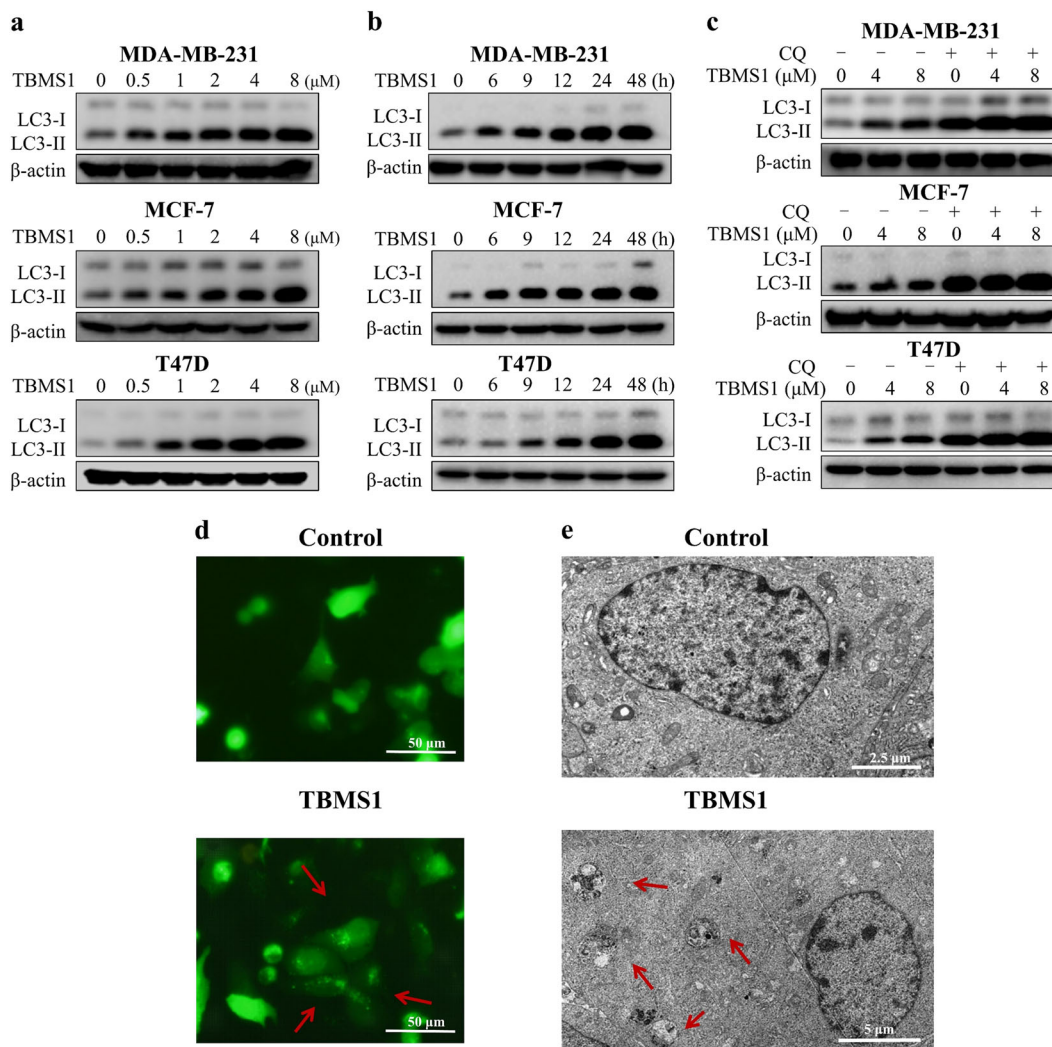 a
MDA-MB-231
TBMS1 0 0.5 1 2 4 8 (μM)
LC3-I
LC3-II
β-actin
MCF-7
TBMS1 0 0.5 1 2 4 8 (μM)
LC3-I
LC3-II
β-actin
T47D
TBMS1 0 0.5 1 2 4 8 (μM)
LC3-I
LC3-II
β-actin
b
MDA-MB-231
TBMS1 0 6 9 12 24 48 (h)
LC3-I
LC3-II
β-actin
MCF-7
TBMS1 0 6 9 12 24 48 (h)
LC3-I
LC3-II
β-actin
T47D
TBMS1 0 6 9 12 24 48 (h)
LC3-I
LC3-II
β-actin
c
MDA-MB-231
CQ − − − + + +
TBMS1 (μM) 0 4 8 0 4 8
LC3-I
LC3-II
β-actin
MCF-7
CQ − − − + + +
TBMS1 (μM) 0 4 8 0 4 8
LC3-I
LC3-II
β-actin
T47D
CQ − − − + + +
TBMS1 (μM) 0 4 8 0 4 8
LC3-I
LC3-II
β-actin
d
Control
50 μm
TBMS1
50 μm
e
Control
2.5 μm
TBMS1
5 μm